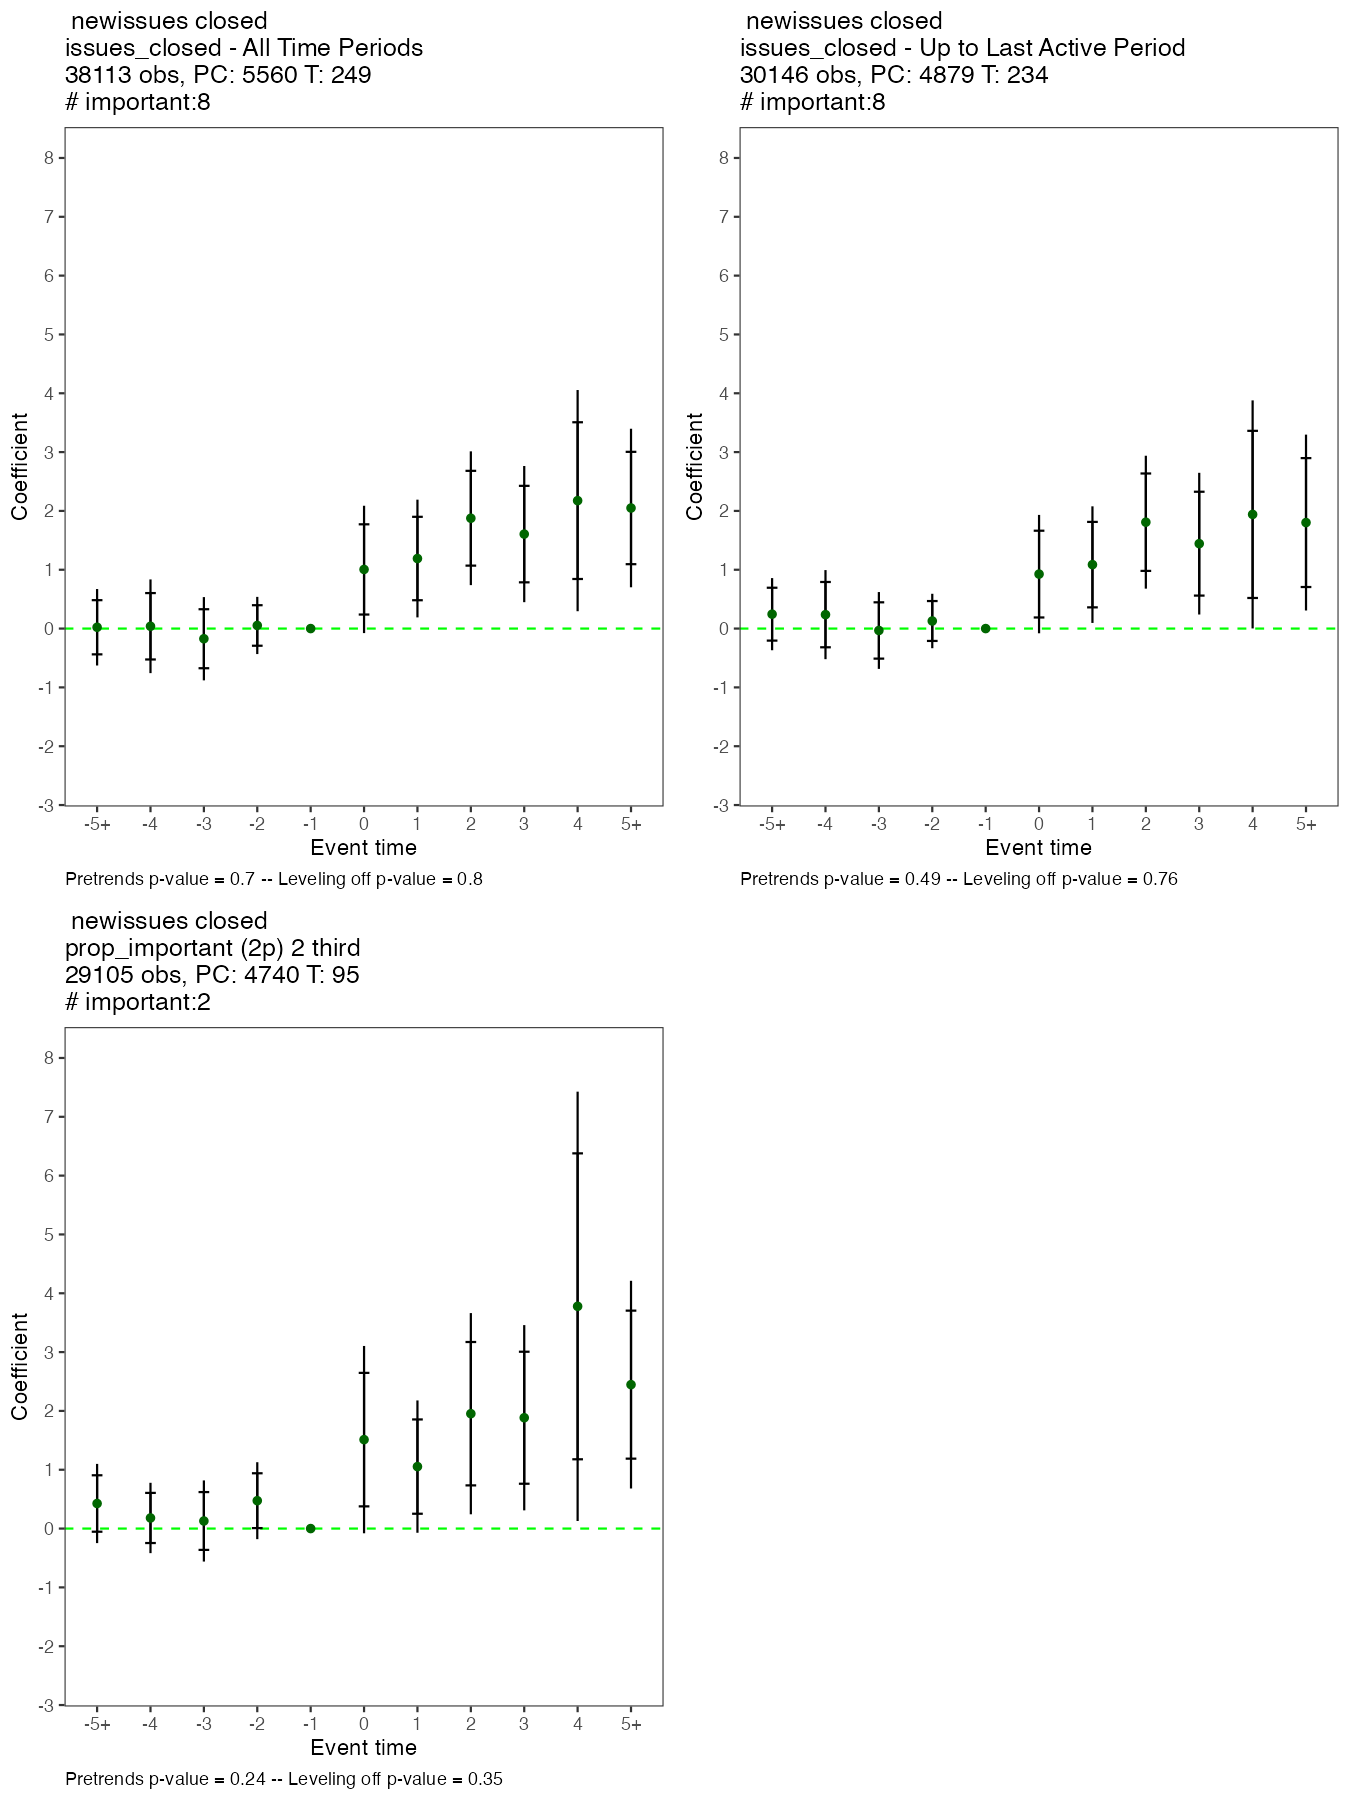 newissues closed
issues_closed - All Time Periods
38113 obs, PC: 5560 T: 249
# important:8
8
7
6
5
4
3
2
1
0
-1
-2
-3
Coefficient
-5+ -4 -3 -2 -1 0 1 2 3 4 5+
Event time
Pretrends p-value = 0.7 -- Leveling off p-value = 0.8
newissues closed
issues_closed - Up to Last Active Period
30146 obs, PC: 4879 T: 234
# important:8
8
7
6
5
4
3
2
1
0
-1
-2
-3
Coefficient
-5+ -4 -3 -2 -1 0 1 2 3 4 5+
Event time
Pretrends p-value = 0.49 -- Leveling off p-value = 0.76
newissues closed
prop_important (2p) 2 third
29105 obs, PC: 4740 T: 95
# important:2
8
7
6
5
4
3
2
1
0
-1
-2
-3
Coefficient
-5+ -4 -3 -2 -1 0 1 2 3 4 5+
Event time
Pretrends p-value = 0.24 -- Leveling off p-value = 0.35